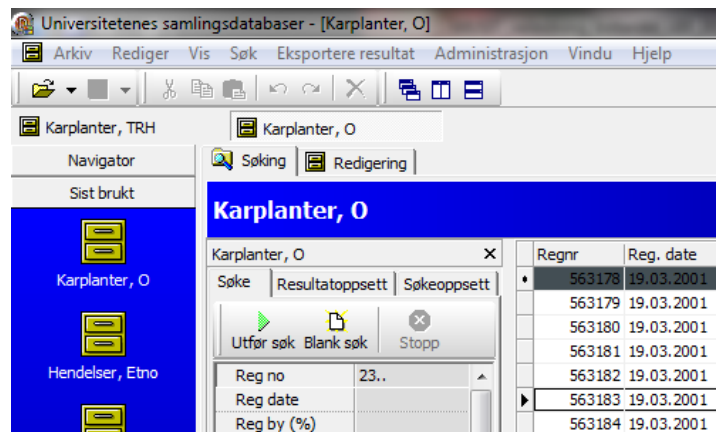 Universitetenes samlingsdatabaser - [Karplanter, O]
Arkiv Rediger Vis Søk Eksportere resultat Administrasjon Vindu Hjelp
Karplanter, TRH Karplanter, O
Navigator
Sist brukt
Karplanter, O
Hendelser, Etno
Søking Redigering
Karplanter, O
Karplanter, O
Søke Resultatoppsett Søkeoppsett
Utfør søk Blank søk Stopp
Reg no 23..
Reg date
Reg by (%)
Regnr Reg. date
563178 19.03.2001
563179 19.03.2001
563180 19.03.2001
563181 19.03.2001
563182 19.03.2001
563183 19.03.2001
563184 19.03.2001